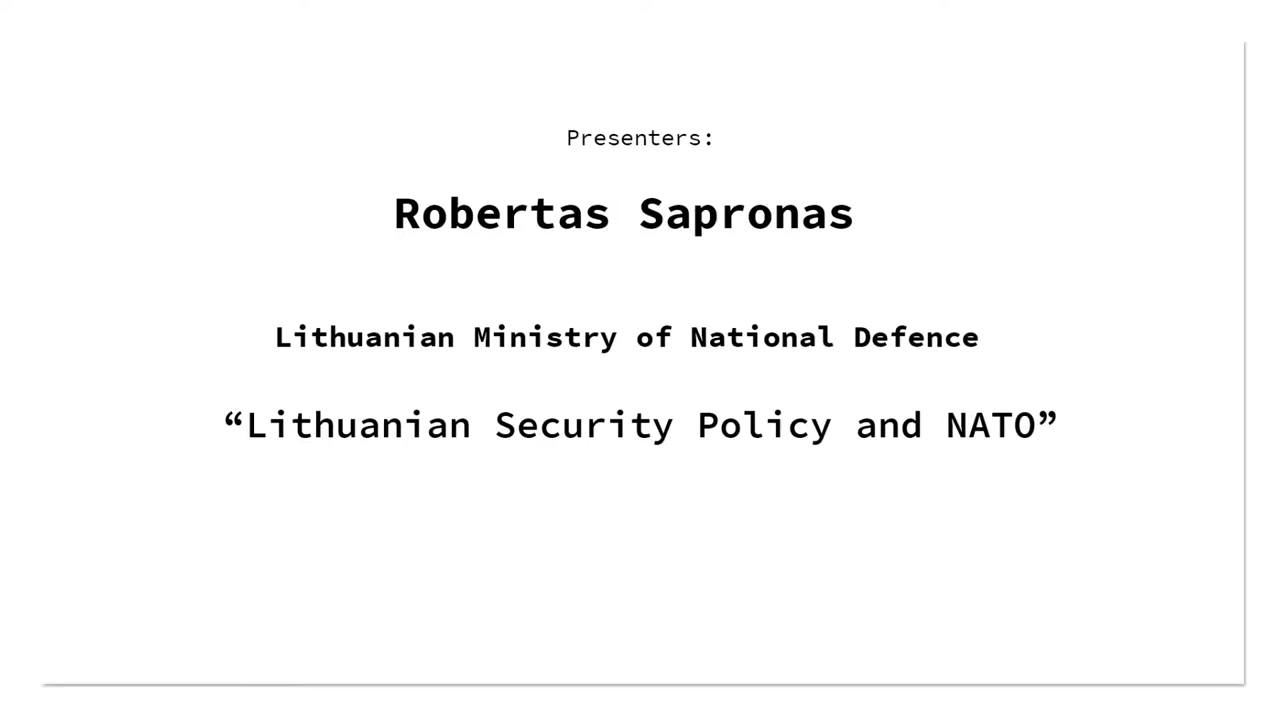 Presenters:
Robertas Sapronas
Lithuanian Ministry of National Defence
“Lithuanian Security Policy and NATO”